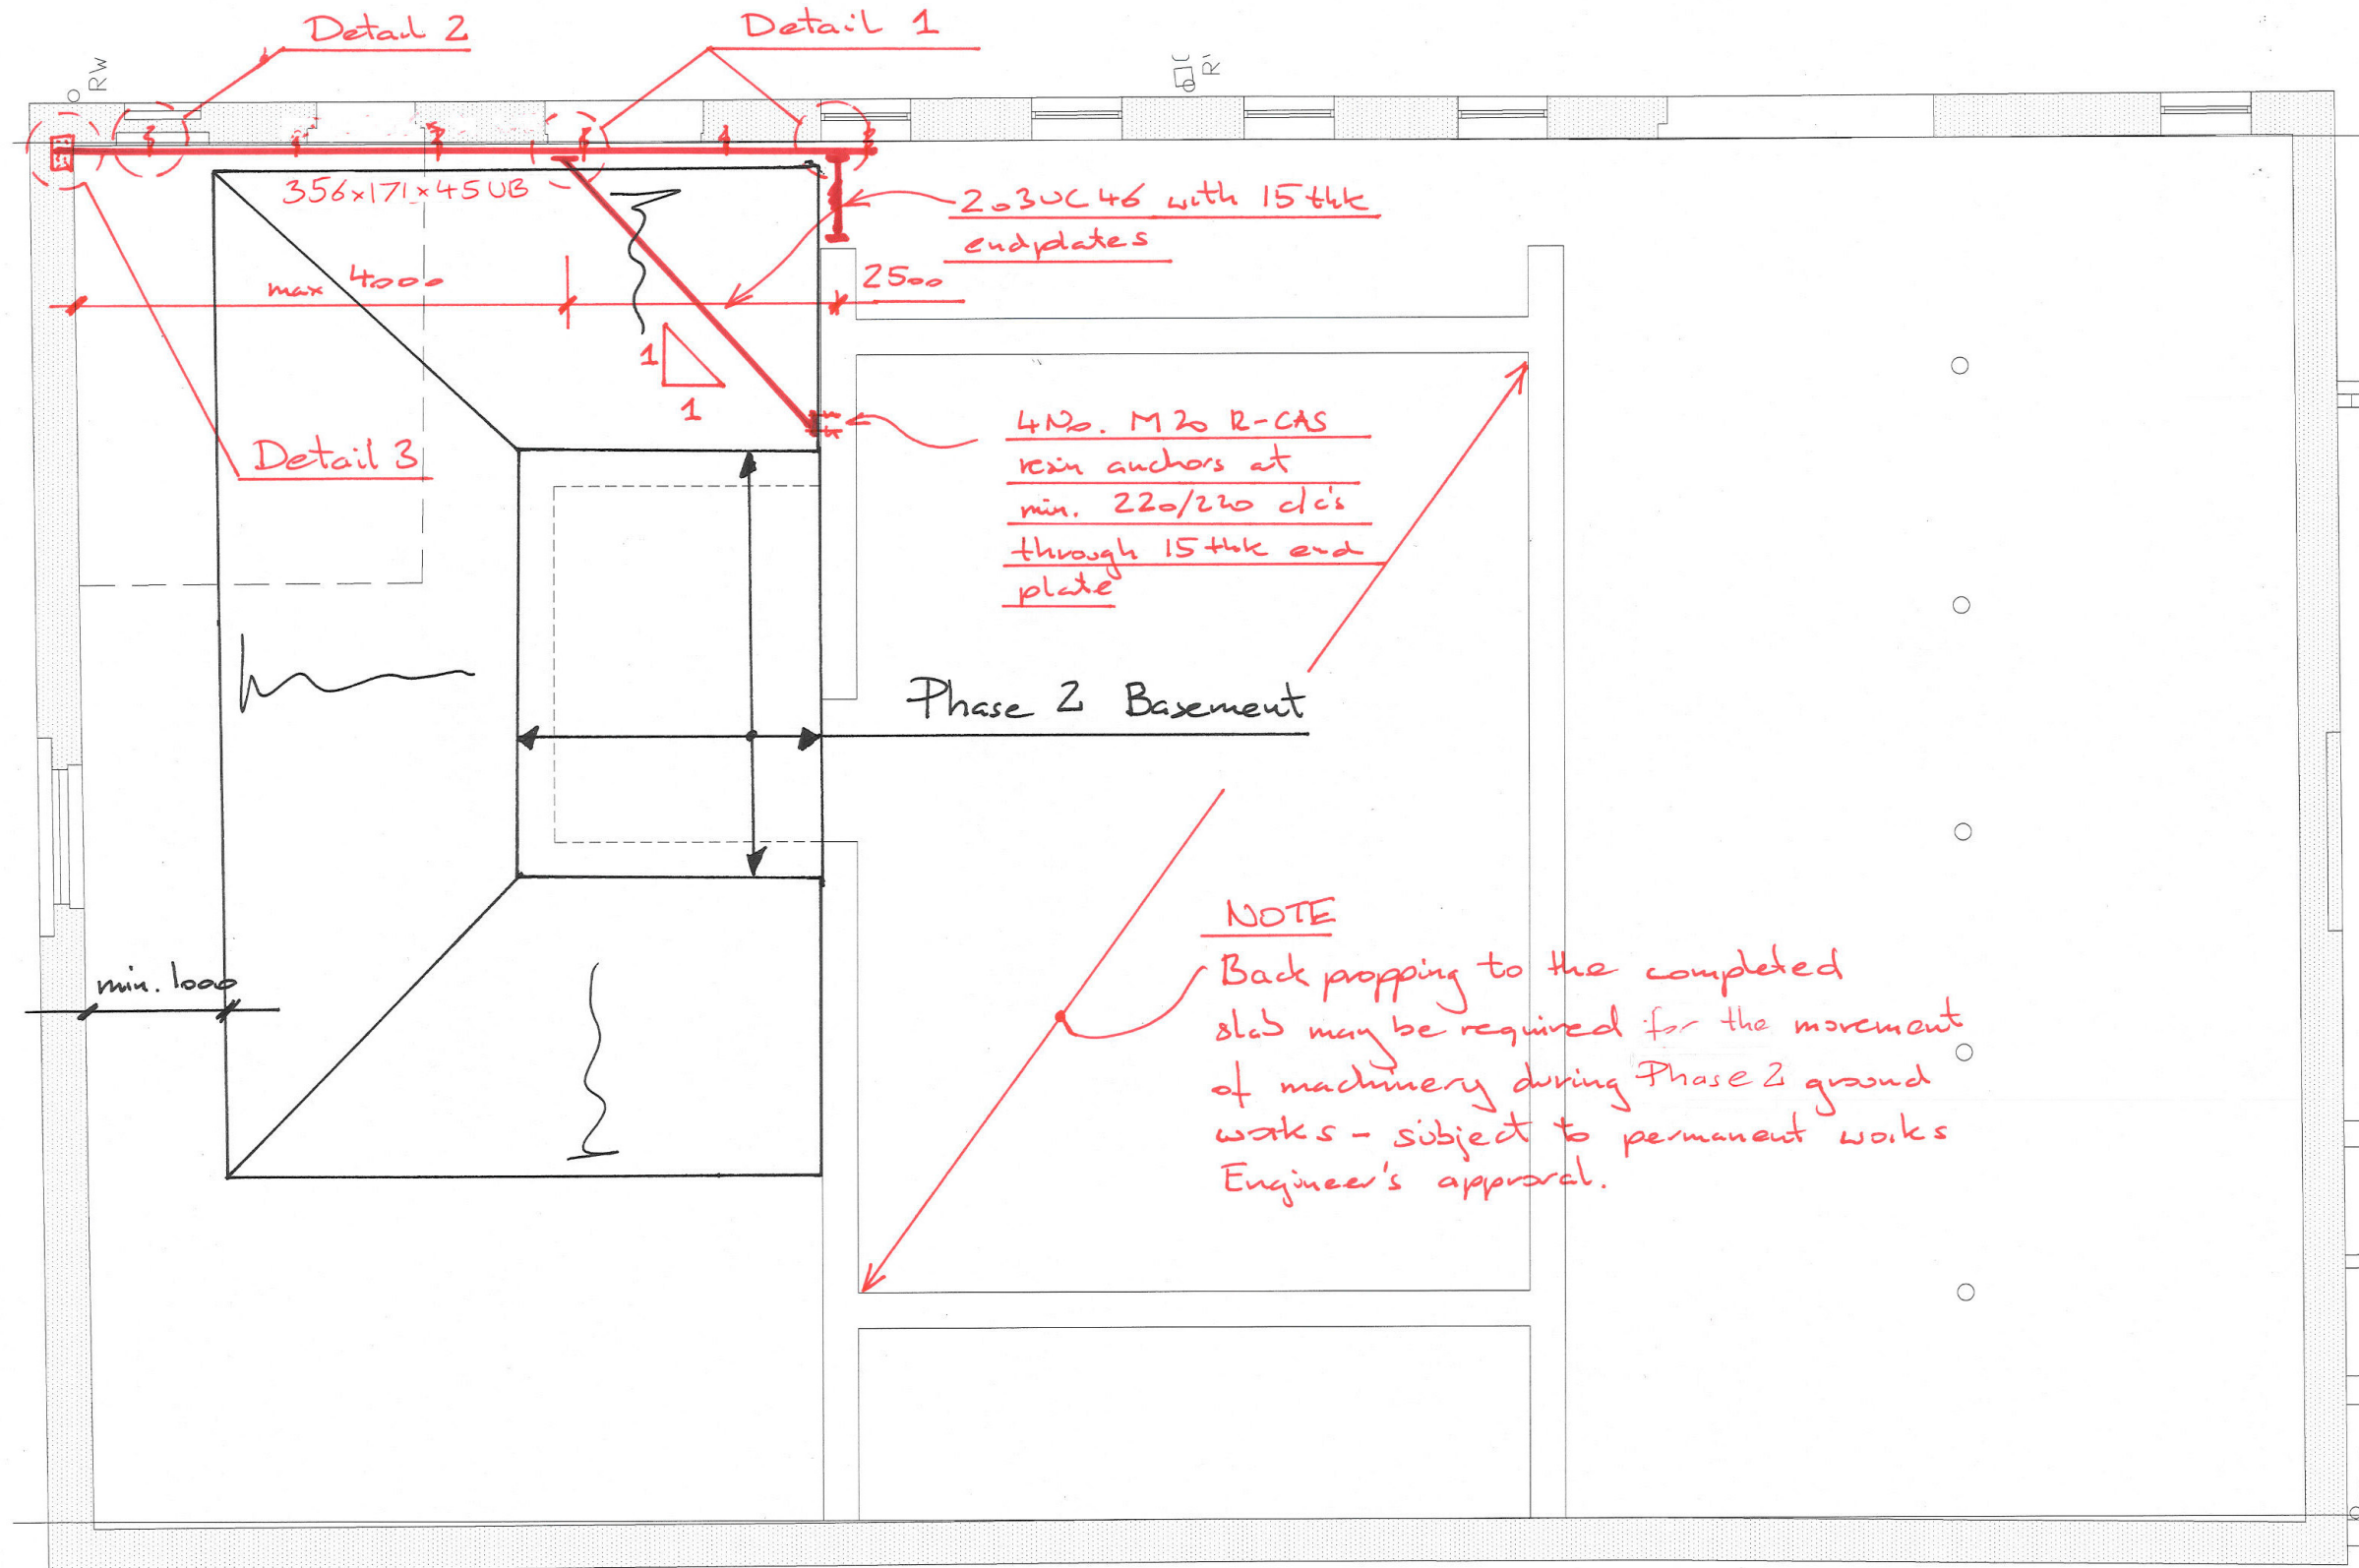 Detail 2
Detail 1
RW
356x171x45UB
203UC46 with 15thk
endplates
max 4000
2500
1
1
Detail 3
4No. M20 R-CAS
resin anchors at
min. 220/220 c/c's
through 15thk end
plate
Phase 2 Basement
min. 1000
NOTE
Back propping to the completed
slab may be required for the movement
of machinery during Phase 2 ground
works - subject to permanent works
Engineer's approval.